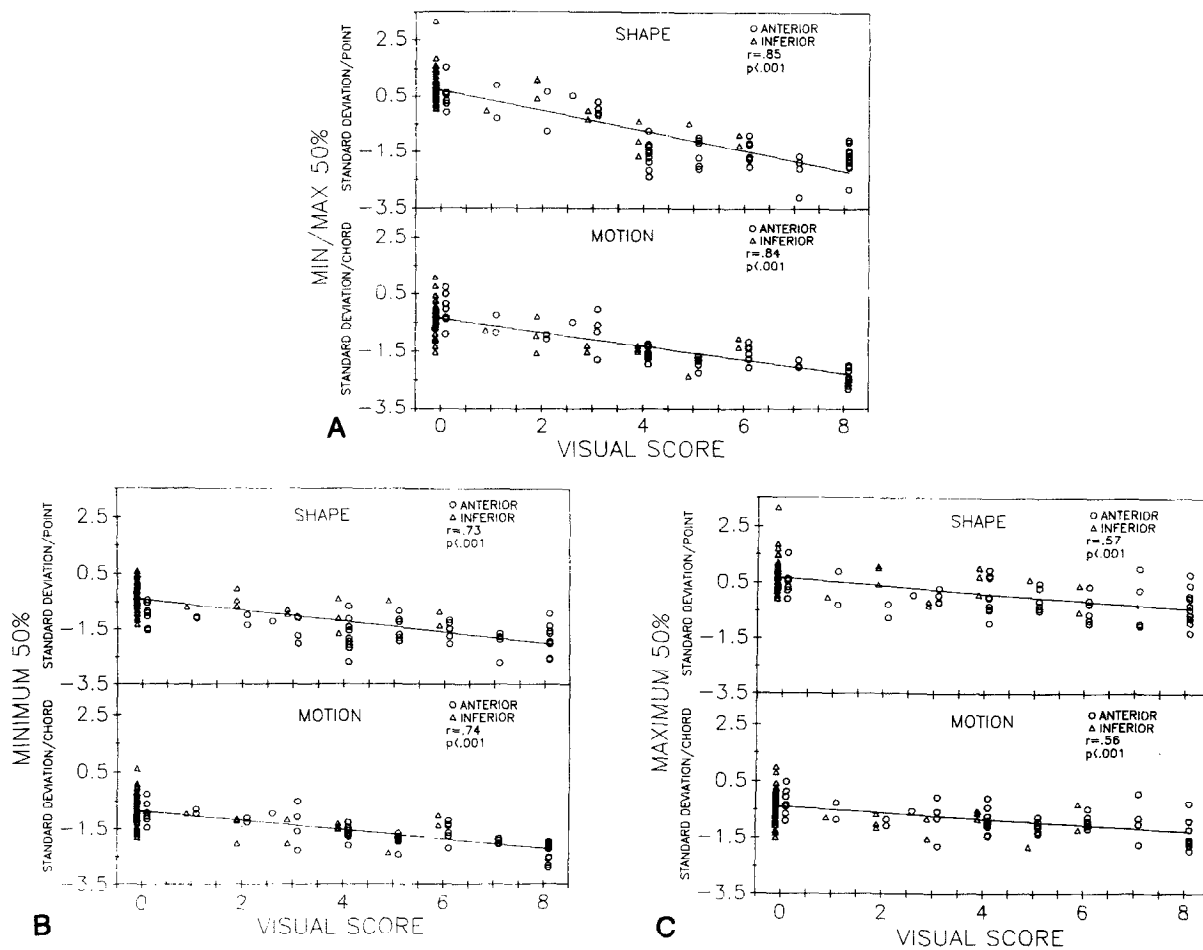 MIN/MAX 50%
STANDARD DEVIATION/POINT
2.5
0.5
−1.5
−3.5
SHAPE
○ ANTERIOR
△ INFERIOR
r=.85
p<.001
STANDARD DEVIATION/CHORD
2.5
0.5
−1.5
−3.5
MOTION
○ ANTERIOR
△ INFERIOR
r=.84
p<.001
0 2 4 6 8
VISUAL SCORE
A
MINIMUM 50%
STANDARD DEVIATION/POINT
2.5
0.5
−1.5
−3.5
SHAPE
○ ANTERIOR
△ INFERIOR
r=.73
p<.001
STANDARD DEVIATION/CHORD
2.5
0.5
−1.5
−3.5
MOTION
○ ANTERIOR
△ INFERIOR
r=.74
p<.001
0 2 4 6 8
VISUAL SCORE
B
MAXIMUM 50%
STANDARD DEVIATION/POINT
2.5
0.5
−1.5
−3.5
SHAPE
○ ANTERIOR
△ INFERIOR
r=.57
p<.001
STANDARD DEVIATION/CHORD
2.5
0.5
−1.5
−3.5
MOTION
○ ANTERIOR
△ INFERIOR
r=.56
p<.001
0 2 4 6 8
VISUAL SCORE
C